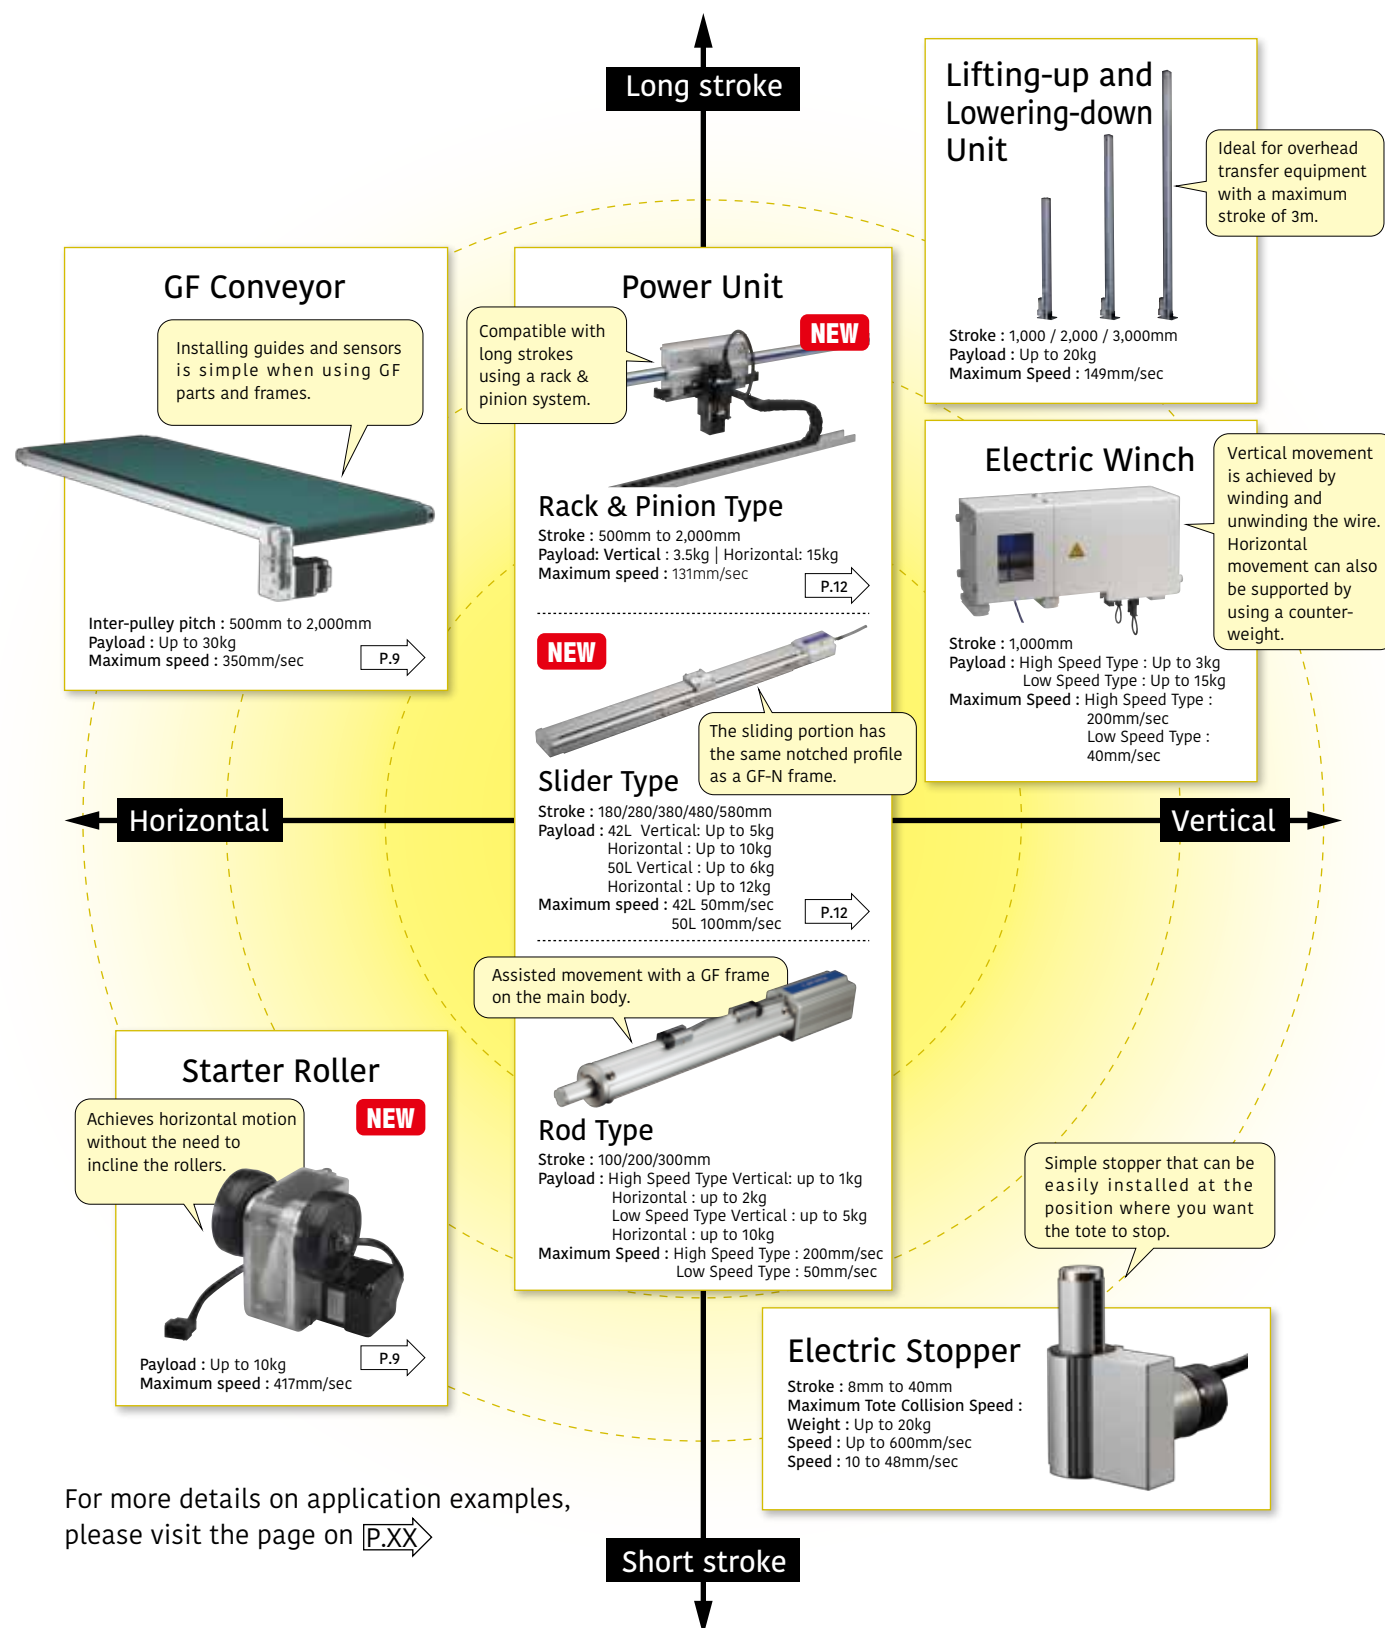 Long stroke
Lifting-up and
Lowering-down
Unit
Ideal for overhead
transfer equipment
with a maximum
stroke of 3m.
Stroke : 1,000 / 2,000 / 3,000mm
Payload : Up to 20kg
Maximum Speed : 149mm/sec
GF Conveyor
Installing guides and sensors
is simple when using GF
parts and frames.
Inter-pulley pitch : 500mm to 2,000mm
Payload : Up to 30kg
Maximum speed : 350mm/sec
P.9
Power Unit
NEW
Compatible with
long strokes
using a rack &
pinion system.
Rack & Pinion Type
Stroke : 500mm to 2,000mm
Payload: Vertical : 3.5kg | Horizontal: 15kg
Maximum speed : 131mm/sec
P.12
NEW
The sliding portion has
the same notched profile
as a GF-N frame.
Slider Type
Stroke : 180/280/380/480/580mm
Payload : 42L Vertical: Up to 5kg
Horizontal : Up to 10kg
50L Vertical : Up to 6kg
Horizontal : Up to 12kg
Maximum speed : 42L 50mm/sec
50L 100mm/sec
P.12
Assisted movement with a GF frame
on the main body.
Rod Type
Stroke : 100/200/300mm
Payload : High Speed Type Vertical: up to 1kg
Horizontal : up to 2kg
Low Speed Type Vertical : up to 5kg
Horizontal : up to 10kg
Maximum Speed : High Speed Type : 200mm/sec
Low Speed Type : 50mm/sec
Electric Winch
Vertical movement
is achieved by
winding and
unwinding the wire.
Horizontal
movement can also
be supported by
using a counter-
weight.
Stroke : 1,000mm
Payload : High Speed Type : Up to 3kg
Low Speed Type : Up to 15kg
Maximum Speed : High Speed Type :
200mm/sec
Low Speed Type :
40mm/sec
Horizontal
Vertical
Starter Roller
NEW
Achieves horizontal motion
without the need to
incline the rollers.
Payload : Up to 10kg
Maximum speed : 417mm/sec
P.9
Simple stopper that can be
easily installed at the
position where you want
the tote to stop.
Electric Stopper
Stroke : 8mm to 40mm
Maximum Tote Collision Speed :
Weight : Up to 20kg
Speed : Up to 600mm/sec
Speed : 10 to 48mm/sec
For more details on application examples,
please visit the page on P.XX
Short stroke